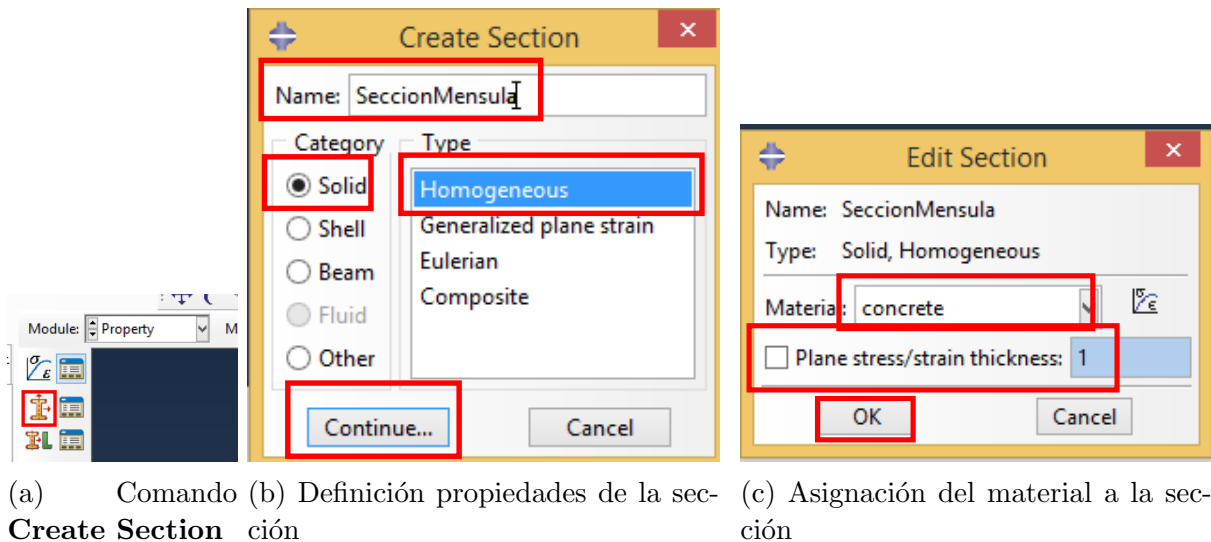 Module: Property M
σ
ε
L
(a) Comando
Create Section
Create Section
Name: SeccionMensula
Category
Type
Solid
Shell
Beam
Fluid
Other
Homogeneous
Generalized plane strain
Eulerian
Composite
Continue... Cancel
(b) Definición propiedades de la sec-
ción
Edit Section
Name: SeccionMensula
Type: Solid, Homogeneous
Material: concrete
σ
ε
Plane stress/strain thickness: 1
OK Cancel
(c) Asignación del material a la sec-
ción